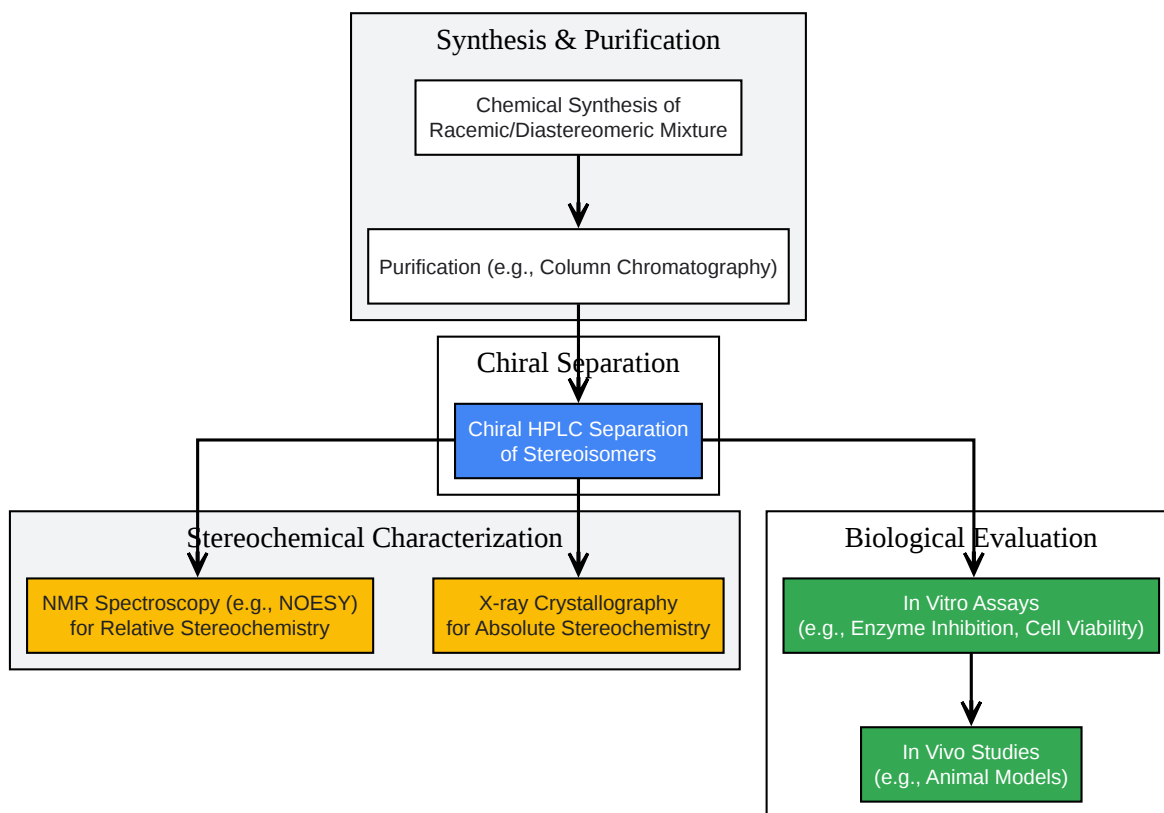 Synthesis & Purification
Chemical Synthesis of
Racemic/Diastereomeric Mixture
Purification (e.g., Column Chromatography)
Chiral Separation
Chiral HPLC Separation
of Stereoisomers
Stereochemical Characterization
NMR Spectroscopy (e.g., NOESY)
for Relative Stereochemistry
X-ray Crystallography
for Absolute Stereochemistry
Biological Evaluation
In Vitro Assays
(e.g., Enzyme Inhibition, Cell Viability)
In Vivo Studies
(e.g., Animal Models)